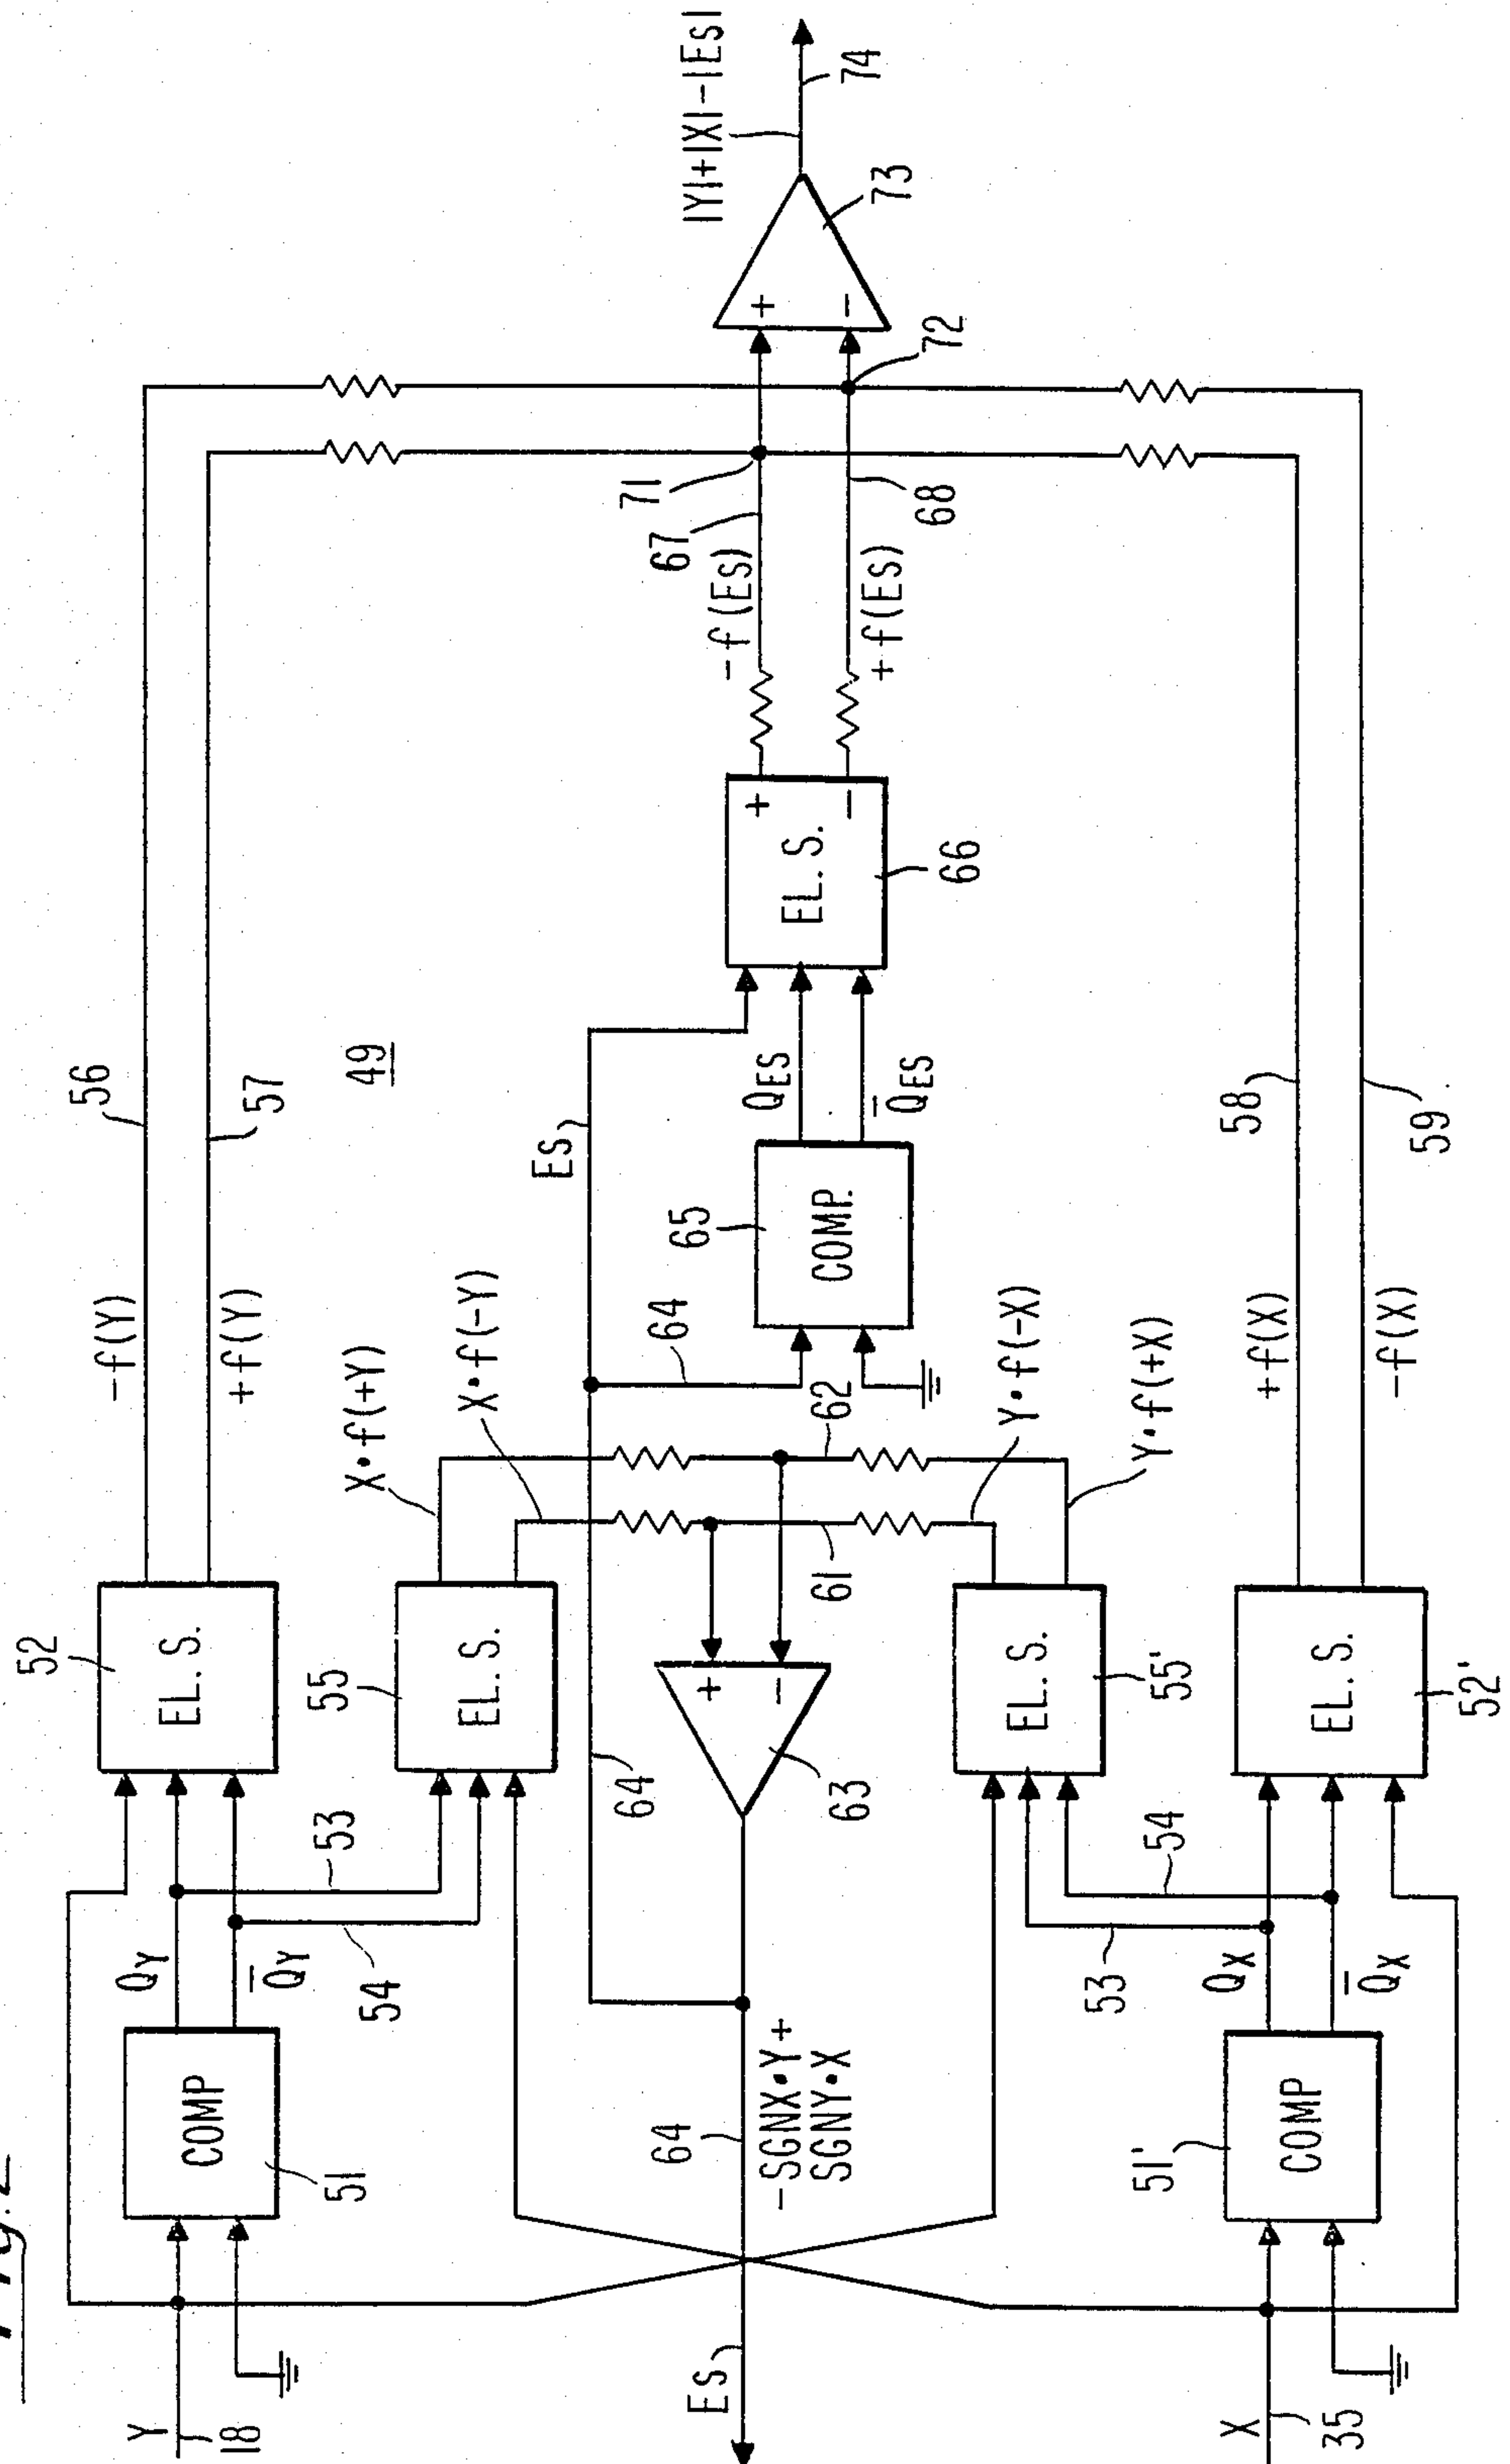 Fig. 2
52
EL. S.
-f(Y)
56
+f(Y)
57
49
QY
Q̄Y
53
54
COMP
51
Y
18
55
EL. S.
X•f(+Y)
X•f(-Y)
ES
64
64
62
61
+
-
63
64
-SGNX•Y+
SGNY•X
ES
65
COMP.
QES
Q̄ES
EL. S.
+
-
66
-f(ES)
+f(ES)
67
68
71
72
+
-
73
|Y|+|X|-|ES|
74
Y•f(-X)
Y•f(+X)
EL. S.
55'
53
54
QX
Q̄X
51'
COMP
X
35
EL. S.
52'
+f(X)
-f(X)
58
59